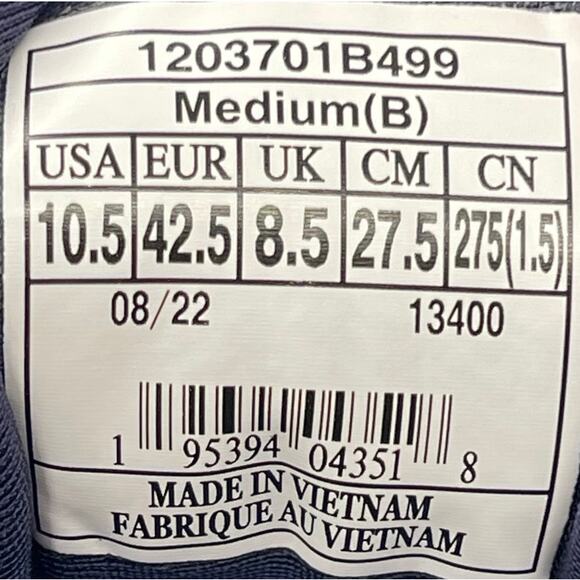 1203701B499
Medium(B)
USA EUR UK CM CN
10.5 42.5 8.5 27.5 275(1.5)
08/22 13400
1 95394 04351 8
MADE IN VIETNAM
FABRIQUE AU VIETNAM